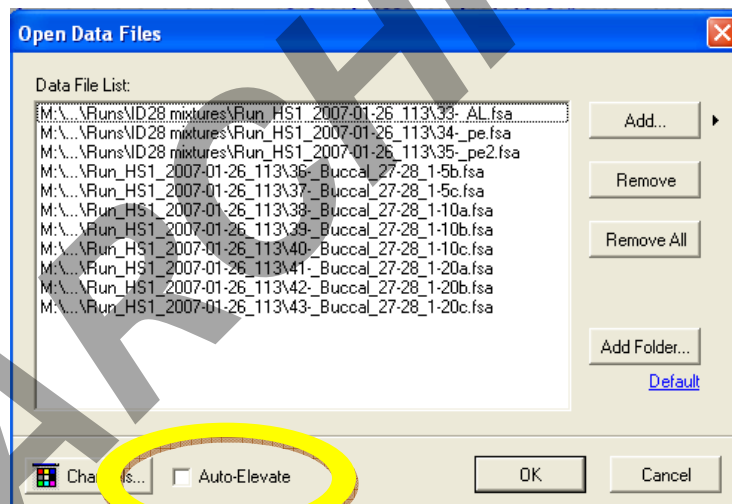 Open Data Files
Data File List:
M:\...\Runs\ID28 mixtures\Run_HS1_2007-01-26_113\33-_AL.fsa
M:\...\Runs\ID28 mixtures\Run_HS1_2007-01-26_113\34-_pe.fsa
M:\...\Runs\ID28 mixtures\Run_HS1_2007-01-26_113\35-_pe2.fsa
M:\...\Run_HS1_2007-01-26_113\36-_Buccal_27-28_1-5b.fsa
M:\...\Run_HS1_2007-01-26_113\37-_Buccal_27-28_1-5c.fsa
M:\...\Run_HS1_2007-01-26_113\38-_Buccal_27-28_1-10a.fsa
M:\...\Run_HS1_2007-01-26_113\39-_Buccal_27-28_1-10b.fsa
M:\...\Run_HS1_2007-01-26_113\40-_Buccal_27-28_1-10c.fsa
M:\...\Run_HS1_2007-01-26_113\41-_Buccal_27-28_1-20a.fsa
M:\...\Run_HS1_2007-01-26_113\42-_Buccal_27-28_1-20b.fsa
M:\...\Run_HS1_2007-01-26_113\43-_Buccal_27-28_1-20c.fsa
Add...
Remove
Remove All
Add Folder...
Default
Auto-Elevate
OK
Cancel